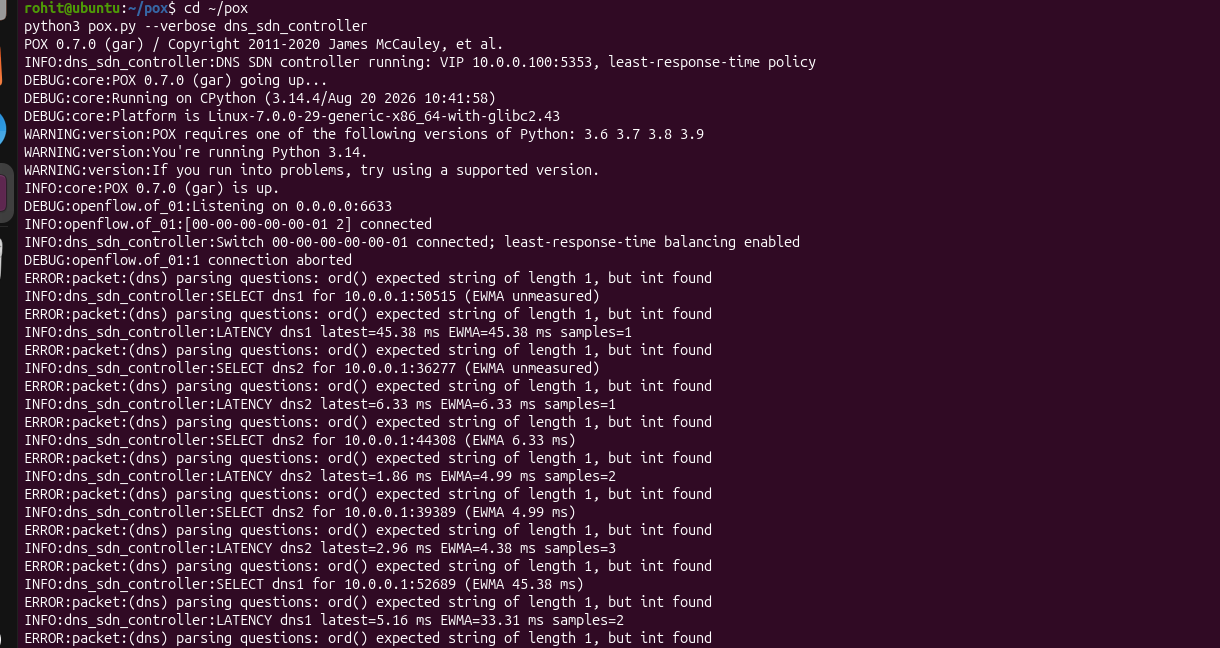 rohit@ubuntu:~/pox$ cd ~/pox
python3 pox.py --verbose dns_sdn_controller
POX 0.7.0 (gar) / Copyright 2011-2020 James McCauley, et al.
INFO:dns_sdn_controller:DNS SDN controller running: VIP 10.0.0.100:5353, least-response-time policy
DEBUG:core:POX 0.7.0 (gar) going up...
DEBUG:core:Running on CPython (3.14.4/Aug 20 2026 10:41:58)
DEBUG:core:Platform is Linux-7.0.0-29-generic-x86_64-with-glibc2.43
WARNING:version:POX requires one of the following versions of Python: 3.6 3.7 3.8 3.9
WARNING:version:You're running Python 3.14.
WARNING:version:If you run into problems, try using a supported version.
INFO:core:POX 0.7.0 (gar) is up.
DEBUG:openflow.of_01:Listening on 0.0.0.0:6633
INFO:openflow.of_01:[00-00-00-00-00-01 2] connected
INFO:dns_sdn_controller:Switch 00-00-00-00-00-01 connected; least-response-time balancing enabled
DEBUG:openflow.of_01:1 connection aborted
ERROR:packet:(dns) parsing questions: ord() expected string of length 1, but int found
INFO:dns_sdn_controller:SELECT dns1 for 10.0.0.1:50515 (EWMA unmeasured)
ERROR:packet:(dns) parsing questions: ord() expected string of length 1, but int found
INFO:dns_sdn_controller:LATENCY dns1 latest=45.38 ms EWMA=45.38 ms samples=1
ERROR:packet:(dns) parsing questions: ord() expected string of length 1, but int found
INFO:dns_sdn_controller:SELECT dns2 for 10.0.0.1:36277 (EWMA unmeasured)
ERROR:packet:(dns) parsing questions: ord() expected string of length 1, but int found
INFO:dns_sdn_controller:LATENCY dns2 latest=6.33 ms EWMA=6.33 ms samples=1
ERROR:packet:(dns) parsing questions: ord() expected string of length 1, but int found
INFO:dns_sdn_controller:SELECT dns2 for 10.0.0.1:44308 (EWMA 6.33 ms)
ERROR:packet:(dns) parsing questions: ord() expected string of length 1, but int found
INFO:dns_sdn_controller:LATENCY dns2 latest=1.86 ms EWMA=4.99 ms samples=2
ERROR:packet:(dns) parsing questions: ord() expected string of length 1, but int found
INFO:dns_sdn_controller:SELECT dns2 for 10.0.0.1:39389 (EWMA 4.99 ms)
ERROR:packet:(dns) parsing questions: ord() expected string of length 1, but int found
INFO:dns_sdn_controller:LATENCY dns2 latest=2.96 ms EWMA=4.38 ms samples=3
ERROR:packet:(dns) parsing questions: ord() expected string of length 1, but int found
INFO:dns_sdn_controller:SELECT dns1 for 10.0.0.1:52689 (EWMA 45.38 ms)
ERROR:packet:(dns) parsing questions: ord() expected string of length 1, but int found
INFO:dns_sdn_controller:LATENCY dns1 latest=5.16 ms EWMA=33.31 ms samples=2
ERROR:packet:(dns) parsing questions: ord() expected string of length 1, but int found